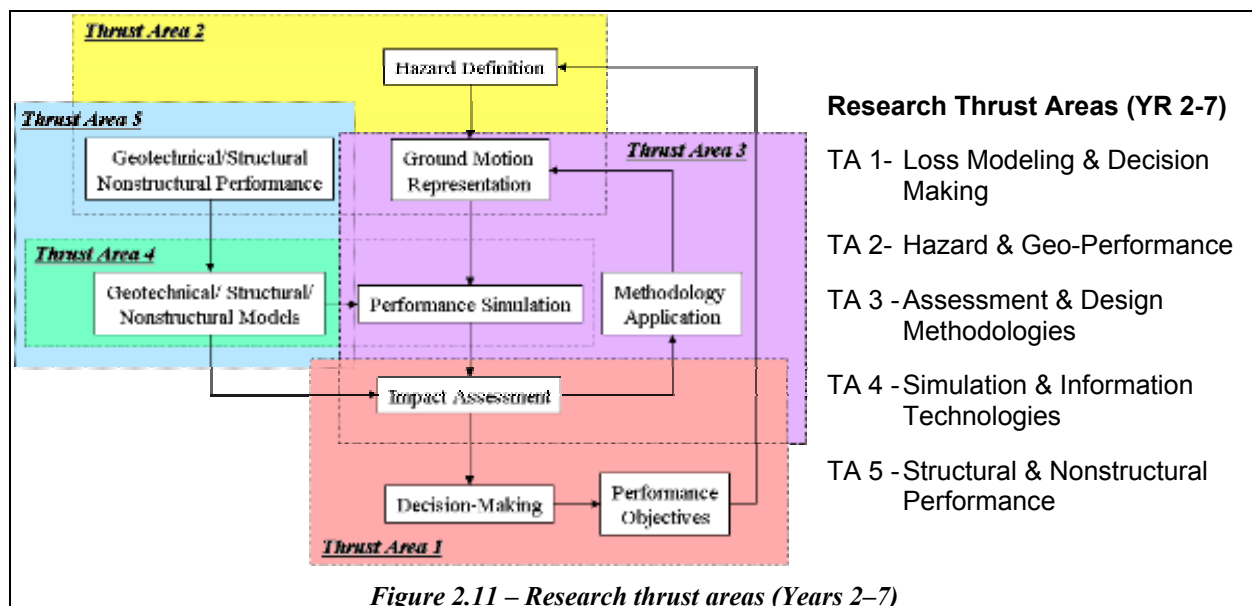 Thrust Area 2
Hazard Definition
Thrust Area 5
Geotechnical/Structural
Nonstructural Performance
Ground Motion
Representation
Thrust Area 3
Thrust Area 4
Geotechnical/ Structural/
Nonstructural Models
Performance Simulation
Methodology
Application
Impact Assessment
Decision-Making
Performance
Objectives
Thrust Area 1
Research Thrust Areas (YR 2-7)
TA 1- Loss Modeling & Decision
Making
TA 2- Hazard & Geo-Performance
TA 3 -Assessment & Design
Methodologies
TA 4 -Simulation & Information
Technologies
TA 5 -Structural & Nonstructural
Performance
Figure 2.11 – Research thrust areas (Years 2–7)